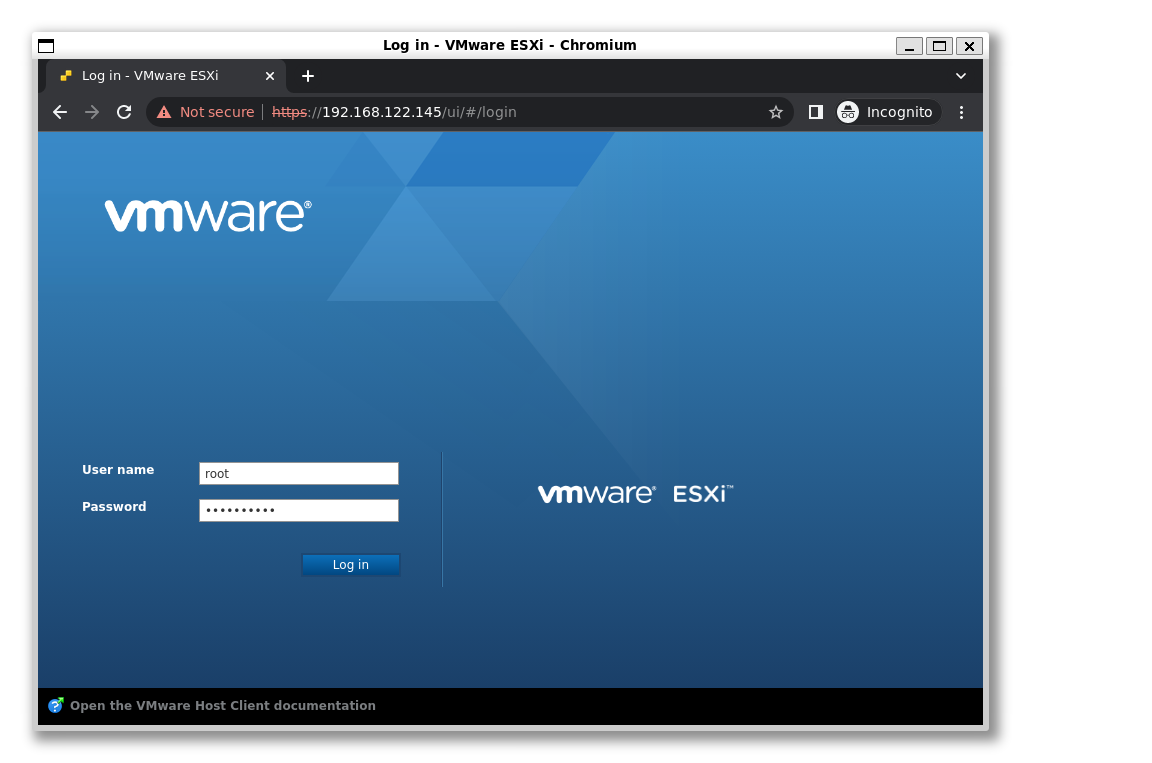 Log in - VMware ESXi - Chromium
Log in - VMware ESXi
Not secure https://192.168.122.145/ui/#/login Incognito
vmware®
User name root
Password ••••••••••
vmware® ESXi™
Log in
Open the VMware Host Client documentation